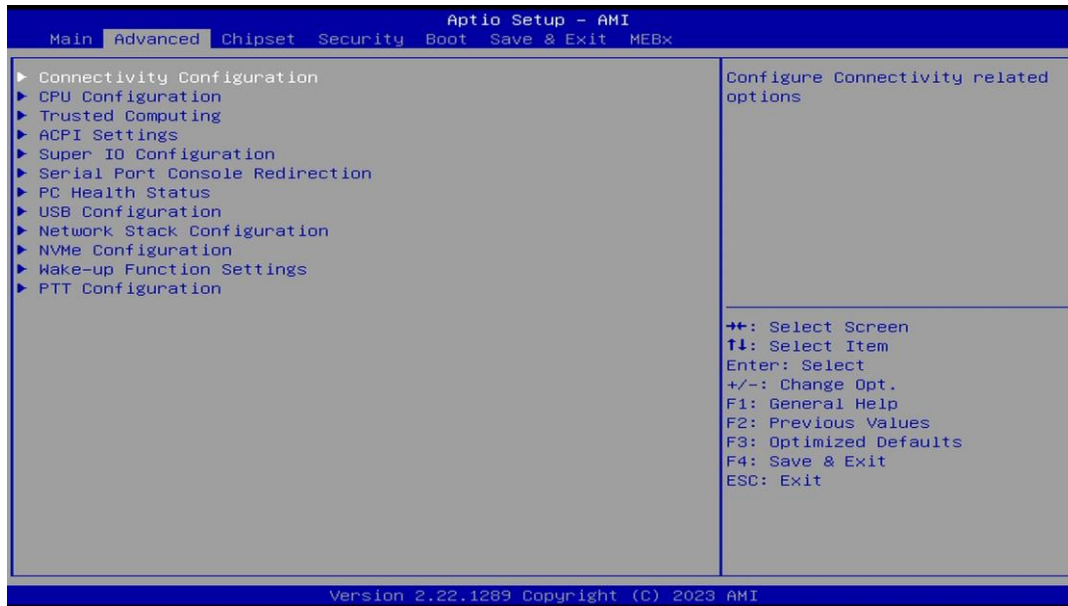 Aptio Setup – AMI
Main Advanced Chipset Security Boot Save & Exit MEBx
▶ Connectivity Configuration
▶ CPU Configuration
▶ Trusted Computing
▶ ACPI Settings
▶ Super IO Configuration
▶ Serial Port Console Redirection
▶ PC Health Status
▶ USB Configuration
▶ Network Stack Configuration
▶ NVMe Configuration
▶ Wake-up Function Settings
▶ PTT Configuration
Configure Connectivity related
options
→←: Select Screen
↑↓: Select Item
Enter: Select
+/-: Change Opt.
F1: General Help
F2: Previous Values
F3: Optimized Defaults
F4: Save & Exit
ESC: Exit
Version 2.22.1289 Copyright (C) 2023 AMI